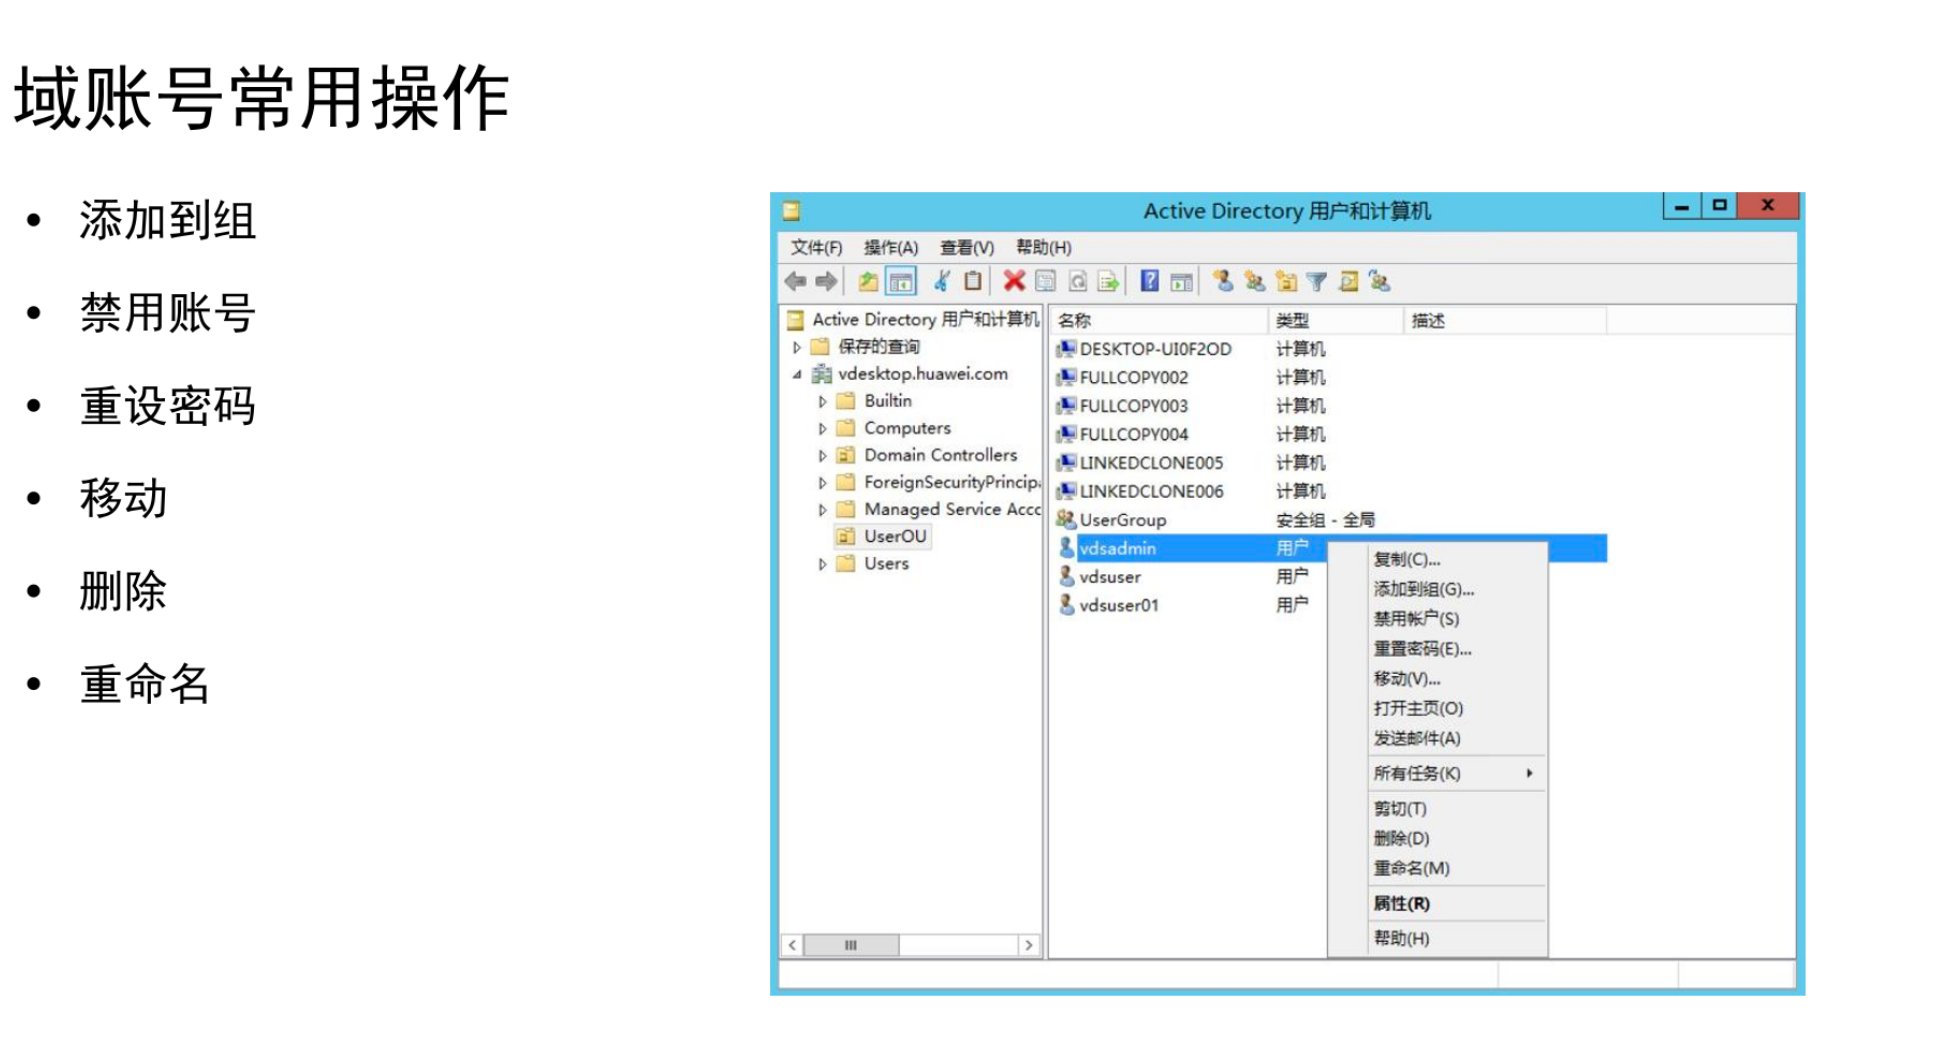 域账号常用操作
• 添加到组
• 禁用账号
• 重设密码
• 移动
• 删除
• 重命名
Active Directory 用户和计算机
文件(F) 操作(A) 查看(V) 帮助(H)
Active Directory 用户和计算机
保存的查询
vdesktop.huawei.com
Builtin
Computers
Domain Controllers
ForeignSecurityPrincip
Managed Service Acco
UserOU
Users
名称 类型 描述
DESKTOP-UI0F2OD 计算机
FULLCOPY002 计算机
FULLCOPY003 计算机
FULLCOPY004 计算机
LINKEDCLONE005 计算机
LINKEDCLONE006 计算机
UserGroup 安全组 - 全局
vdsadmin 用户
vdsuser 用户
vdsuser01 用户
复制(C)...
添加到组(G)...
禁用帐户(S)
重置密码(E)...
移动(V)...
打开主页(O)
发送邮件(A)
所有任务(K)
剪切(T)
删除(D)
重命名(M)
属性(R)
帮助(H)